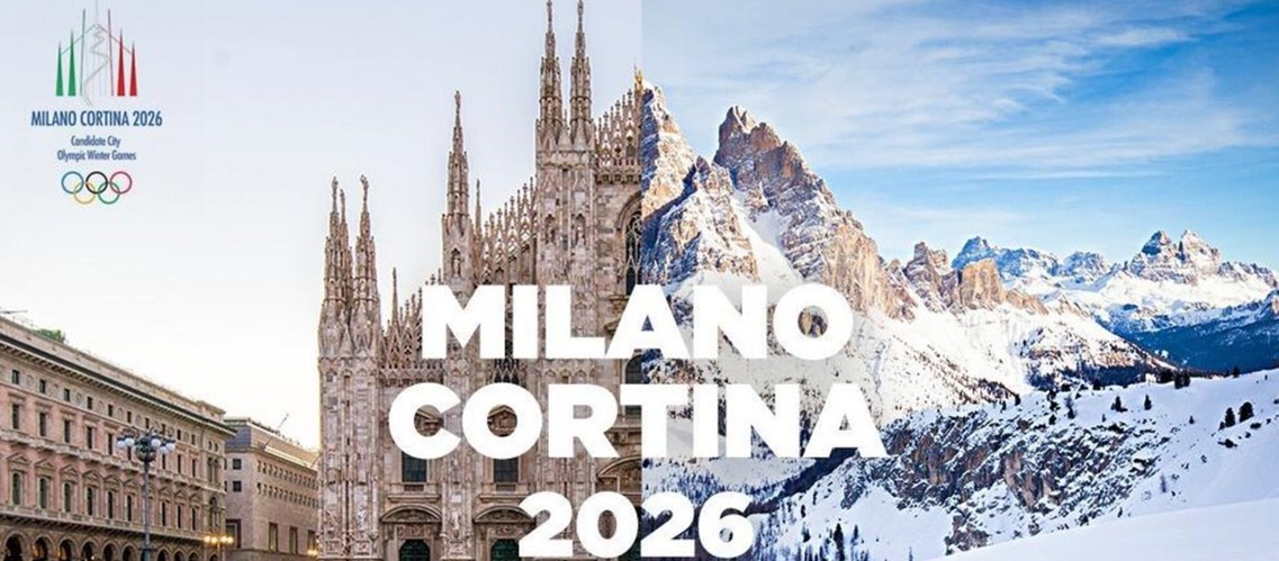 MILANO CORTINA 2026
Candidate City
Olympic Winter Games
MILANO
CORTINA
2026